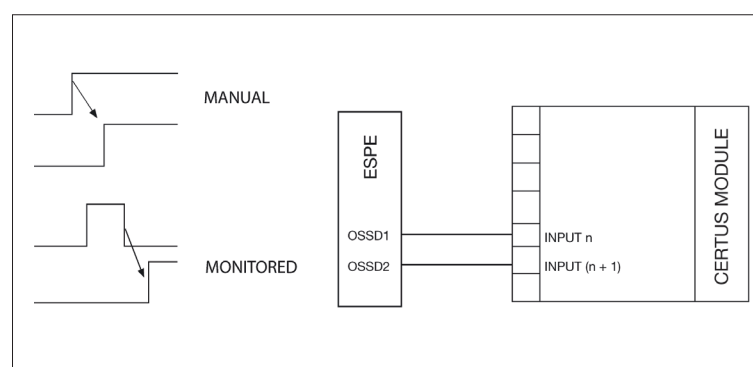 MANUAL
MONITORED
ESPE
OSSD1
OSSD2
INPUT n
INPUT (n + 1)
CERTUS MODULE